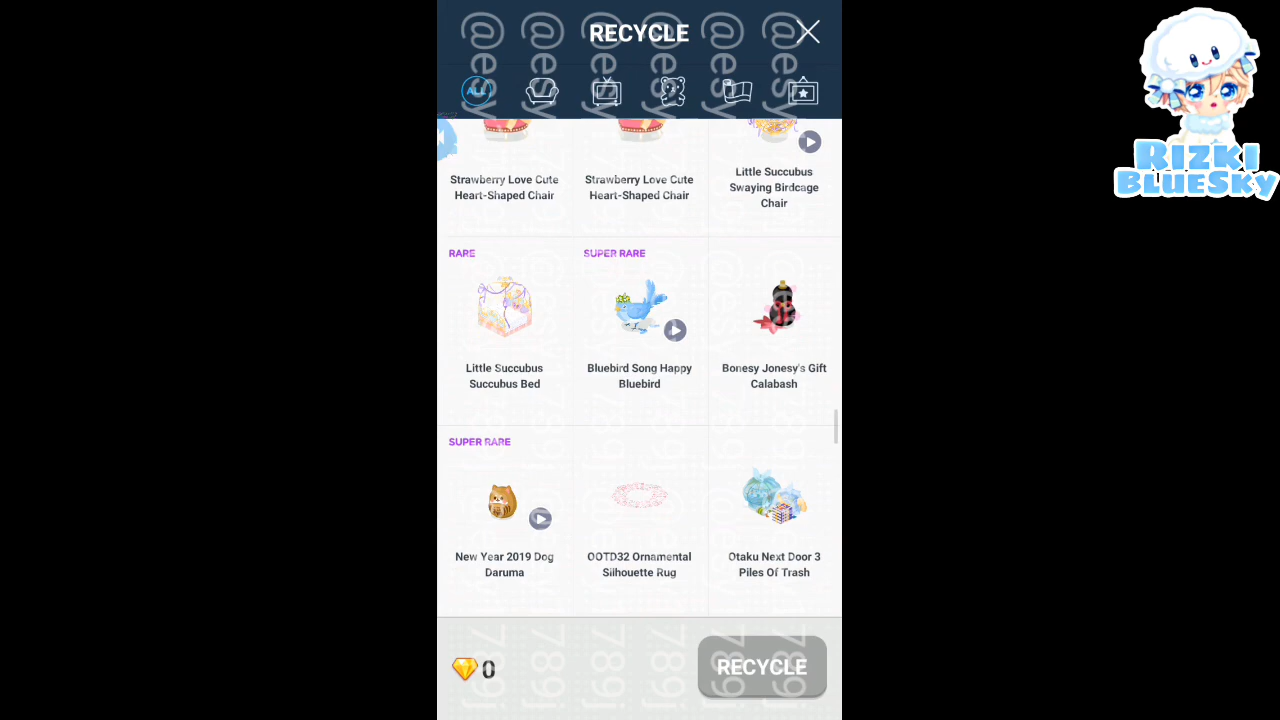 RECYCLE
ALL
Strawberry Love Cute
Heart-Shaped Chair
Strawberry Love Cute
Heart-Shaped Chair
Little Succubus
Swaying Birdcage
Chair
RARE
Little Succubus
Succubus Bed
SUPER RARE
Bluebird Song Happy
Bluebird
Bonesy Jonesy's Gift
Calabash
SUPER RARE
New Year 2019 Dog
Daruma
OOTD32 Ornamental
Silhouette Rug
Otaku Next Door 3
Piles Of Trash
0
RECYCLE
Rizki
BlueSky